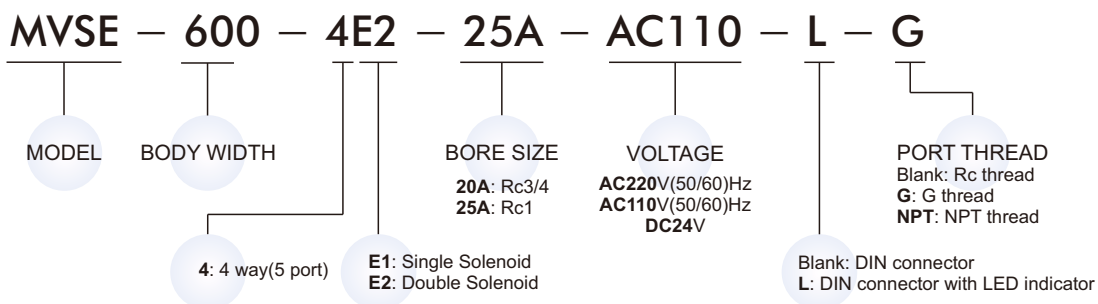 MVSE – 600 – 4E2 – 25A – AC110 – L – G
MODEL
BODY WIDTH
BORE SIZE
20A: Rc3/4
25A: Rc1
VOLTAGE
AC220V(50/60)Hz
AC110V(50/60)Hz
DC24V
PORT THREAD
Blank: Rc thread
G: G thread
NPT: NPT thread
4: 4 way(5 port)
E1: Single Solenoid
E2: Double Solenoid
Blank: DIN connector
L: DIN connector with LED indicator